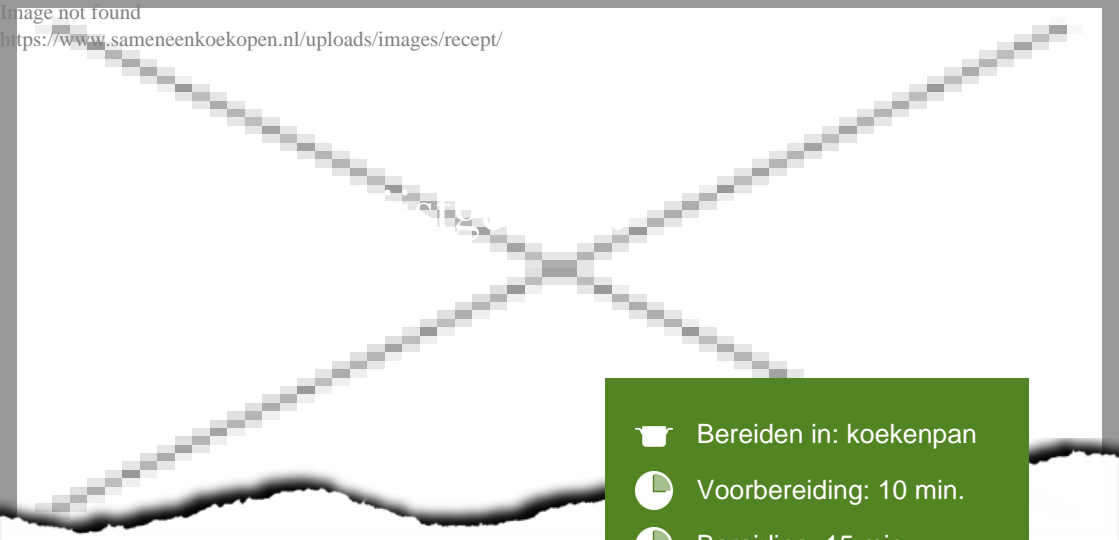 Image not found
https://www.sameneenkoekopen.nl/uploads/images/recept/
Bereiden in: koekenpan
Voorbereiding: 10 min.